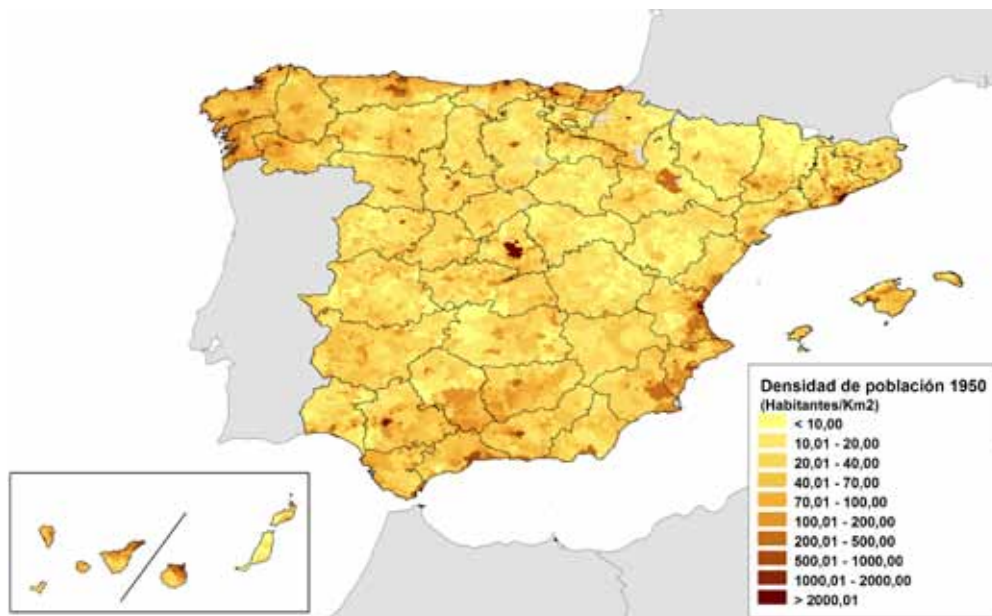 Densidad de población 1950
(Habitantes/Km2)
< 10,00
10,01 - 20,00
20,01 - 40,00
40,01 - 70,00
70,01 - 100,00
100,01 - 200,00
200,01 - 500,00
500,01 - 1000,00
1000,01 - 2000,00
> 2000,01